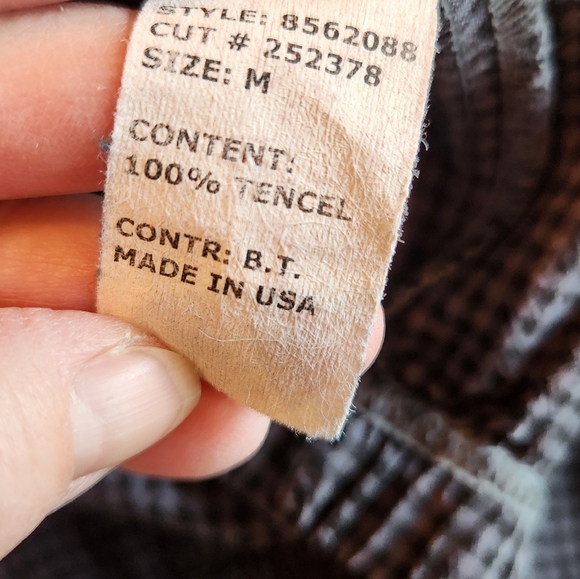 STYLE: 8562088
CUT # 252378
SIZE: M
CONTENT:
100% TENCEL
CONTR: B.T.
MADE IN USA